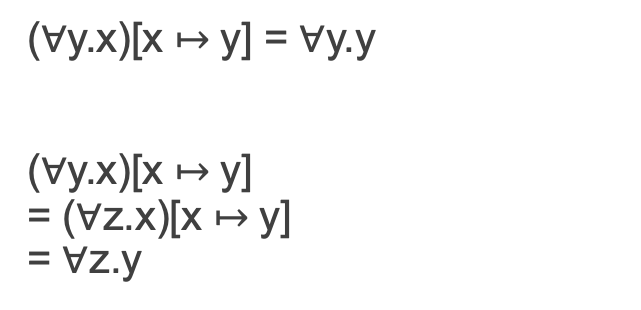 (∀y.x)[x ↦ y] = ∀y.y
(∀y.x)[x ↦ y]
= (∀z.x)[x ↦ y]
= ∀z.y